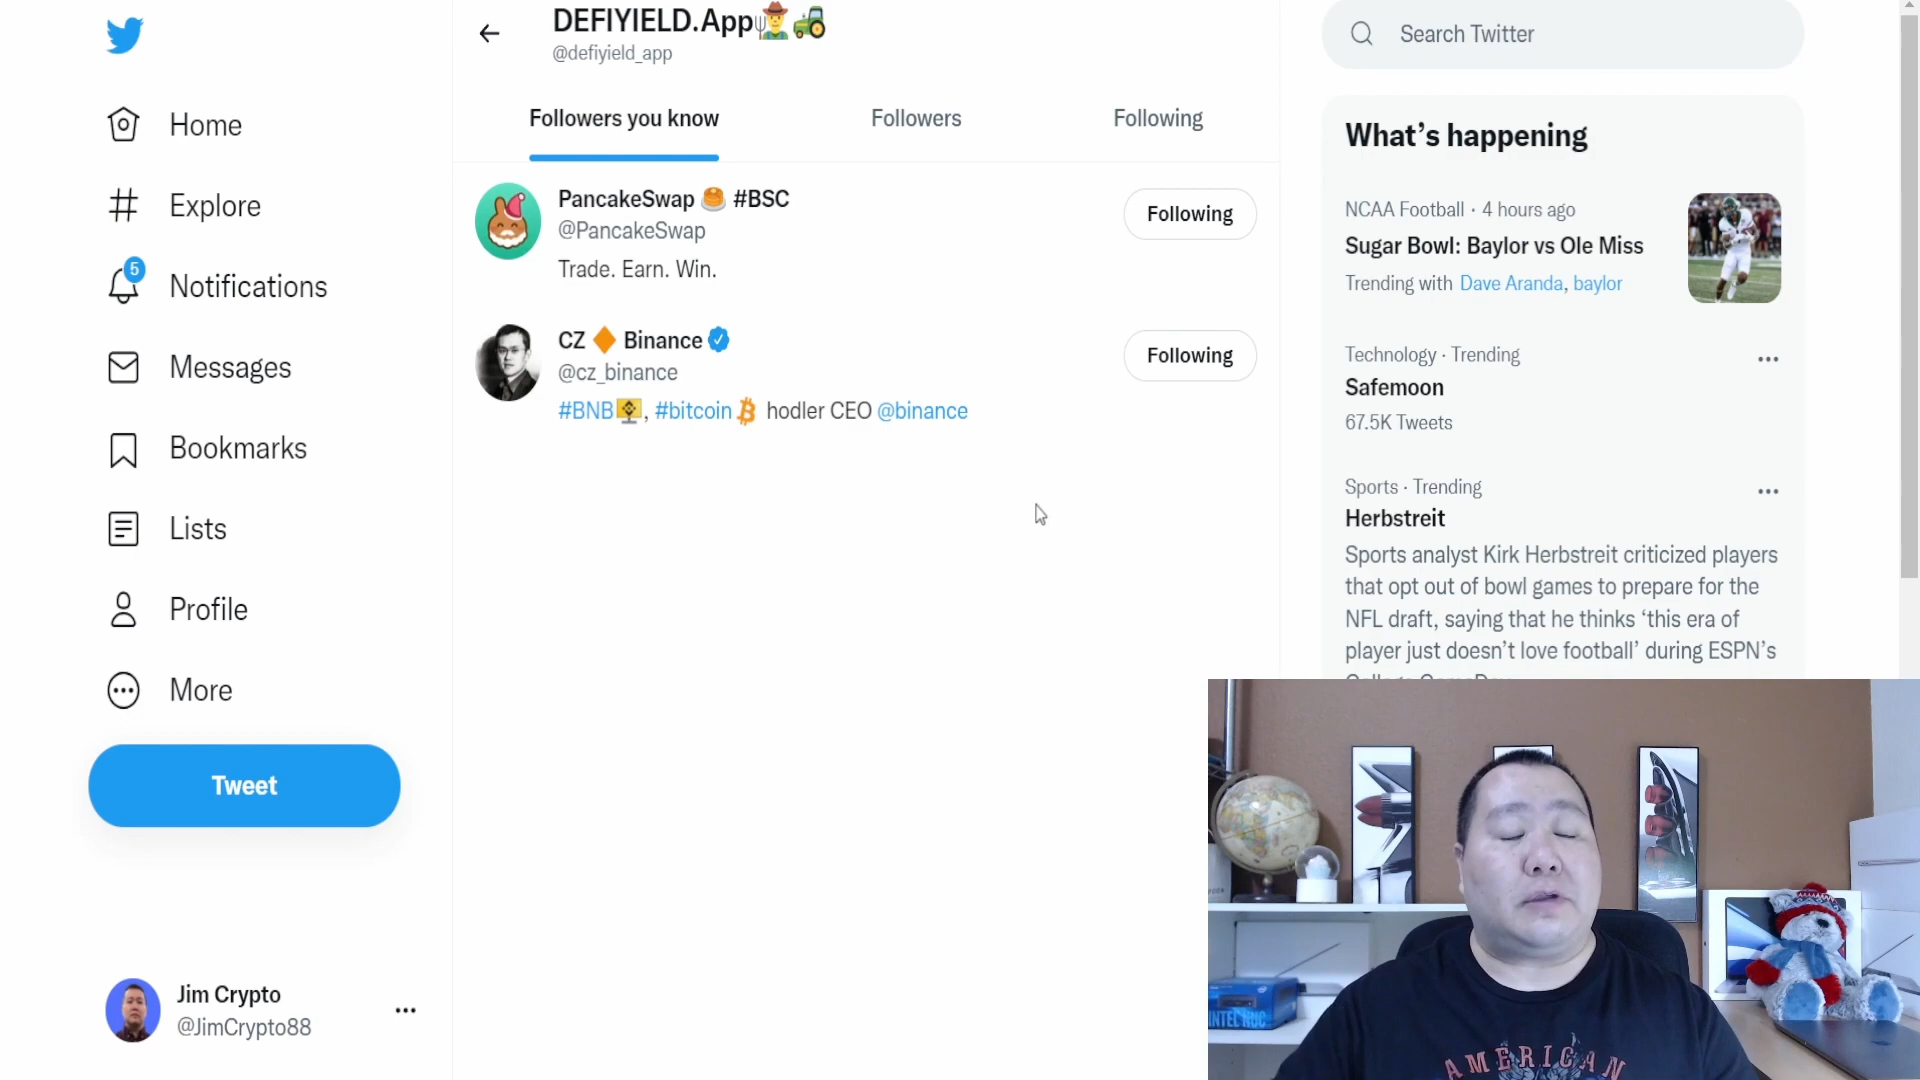 Home
Explore
5
Notifications
Messages
Bookmarks
Lists
Profile
More
Tweet
Jim Crypto
@JimCrypto88
DEFIYIELD.App
@defiyield_app
Followers you know
Followers
Following
PancakeSwap 🥞 #BSC
@PancakeSwap
Following
Trade. Earn. Win.
CZ 🔶 Binance
@cz_binance
Following
#BNB, #bitcoin hodler CEO @binance
Search Twitter
What's happening
NCAA Football · 4 hours ago
Sugar Bowl: Baylor vs Ole Miss
Trending with Dave Aranda, baylor
Technology · Trending
Safemoon
67.5K Tweets
Sports · Trending
Herbstreit
Sports analyst Kirk Herbstreit criticized players
that opt out of bowl games to prepare for the
NFL draft, saying that he thinks ‘this era of
player just doesn’t love football’ during ESPN’s
INTEL NUC
AMERICAN